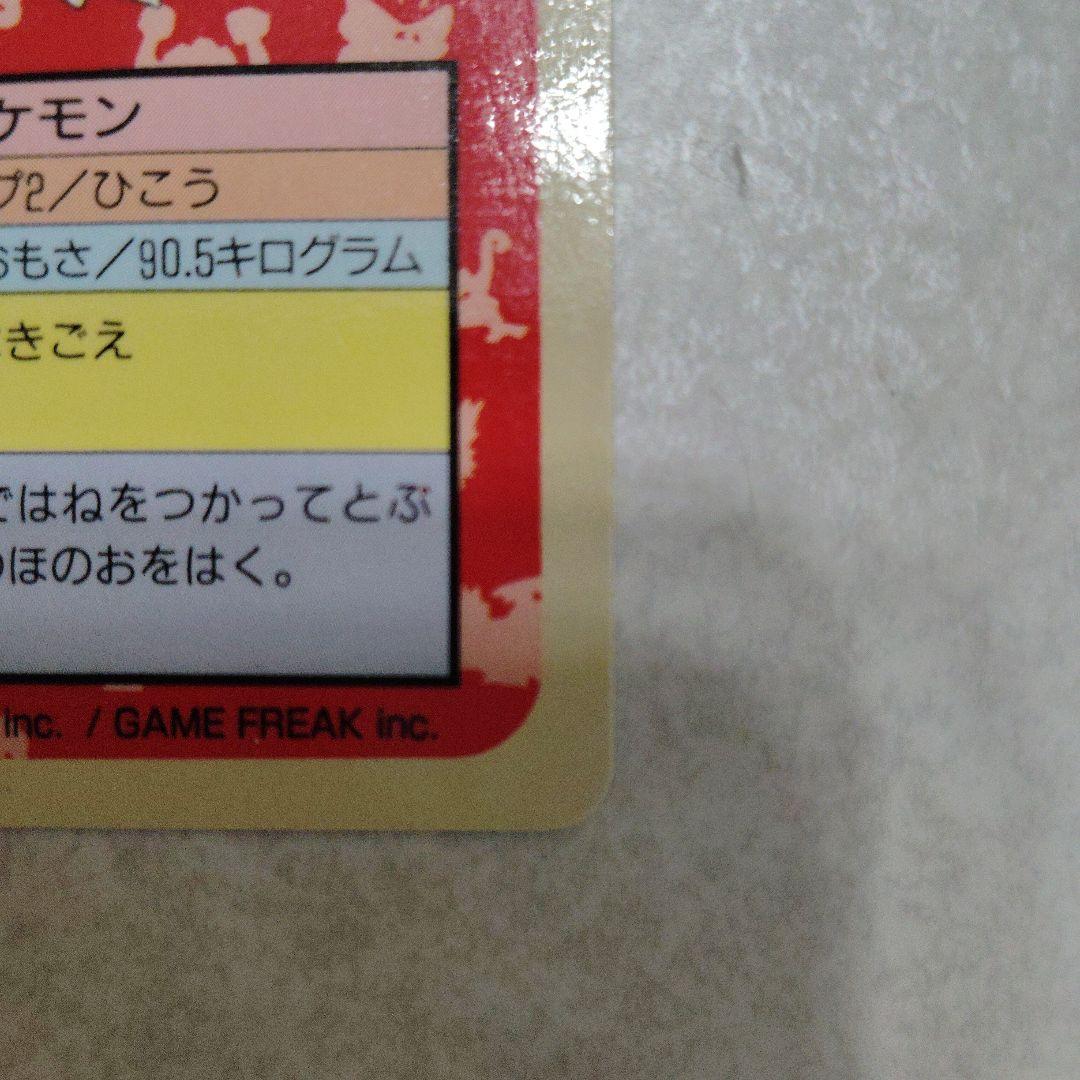 ケモン
プ2／ひこう
おもさ／90.5キログラム
きごえ
ではねをつかってとぶ
ほのおをはく。
inc. / GAME FREAK inc.